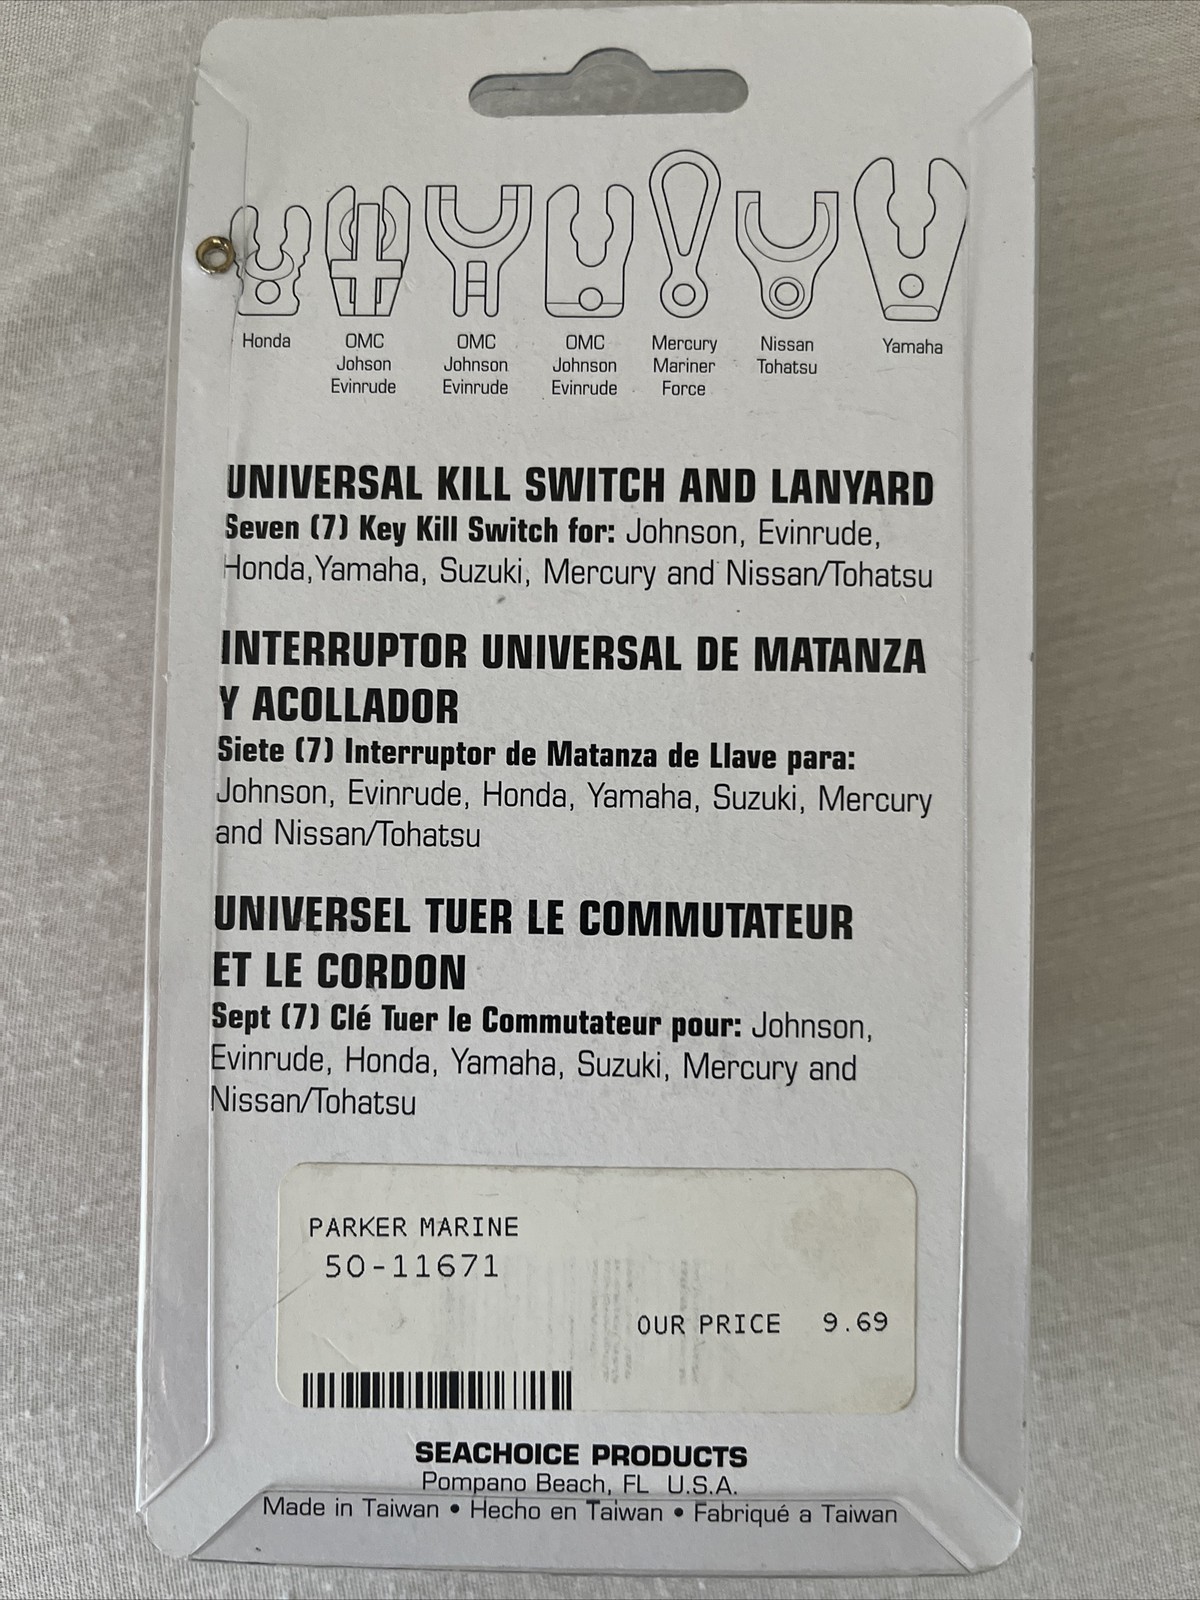 Honda
OMC Johson Evinrude
OMC Johnson Evinrude
OMC Johnson Evinrude
Mercury Mariner Force
Nissan Tohatsu
Yamaha
UNIVERSAL KILL SWITCH AND LANYARD
Seven (7) Key Kill Switch for: Johnson, Evinrude,
Honda,Yamaha, Suzuki, Mercury and Nissan/Tohatsu
INTERRUPTOR UNIVERSAL DE MATANZA
Y ACOLLADOR
Siete (7) Interruptor de Matanza de Llave para:
Johnson, Evinrude, Honda, Yamaha, Suzuki, Mercury
and Nissan/Tohatsu
UNIVERSEL TUER LE COMMUTATEUR
ET LE CORDON
Sept (7) Clé Tuer le Commutateur pour: Johnson,
Evinrude, Honda, Yamaha, Suzuki, Mercury and
Nissan/Tohatsu
PARKER MARINE
50-11671
OUR PRICE 9.69
SEACHOICE PRODUCTS
Pompano Beach, FL U.S.A.
Made in Taiwan • Hecho en Taiwan • Fabriqué a Taiwan